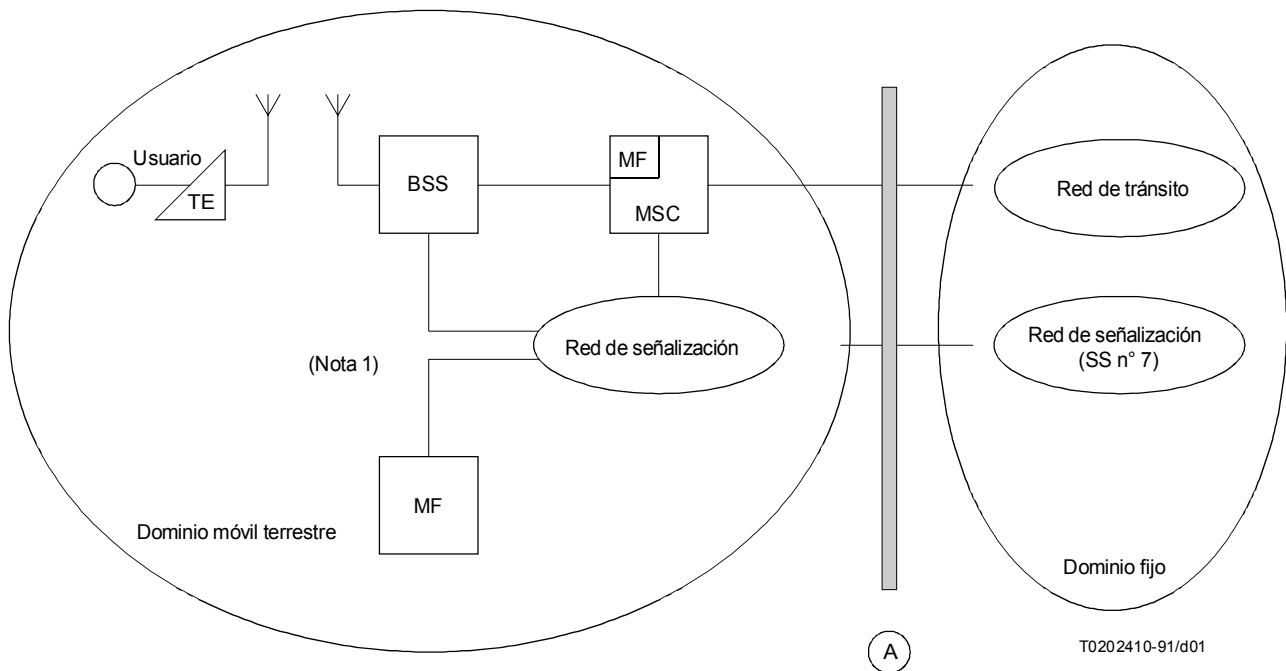 Usuario
TE
BSS
MF
MSC
Red de tránsito
(Nota 1)
Red de señalización
Red de señalización
(SS n° 7)
MF
Dominio móvil terrestre
Dominio fijo
A
T0202410-91/d01